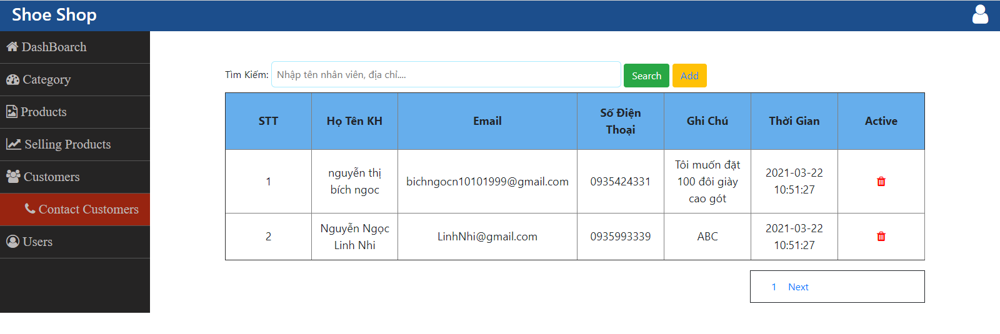 Shoe Shop
DashBoarch
Category
Products
Selling Products
Customers
Contact Customers
Users
Tìm Kiếm: Nhập tên nhân viên, địa chỉ.... Search Add
STT Họ Tên KH Email Số Điện Thoại Ghi Chú Thời Gian Active
1 nguyễn thị bích ngoc bichngocn10101999@gmail.com 0935424331 Tôi muốn đặt 100 đôi giày cao gót 2021-03-22 10:51:27
2 Nguyễn Ngọc Linh Nhi LinhNhi@gmail.com 0935993339 ABC 2021-03-22 10:51:27
1 Next